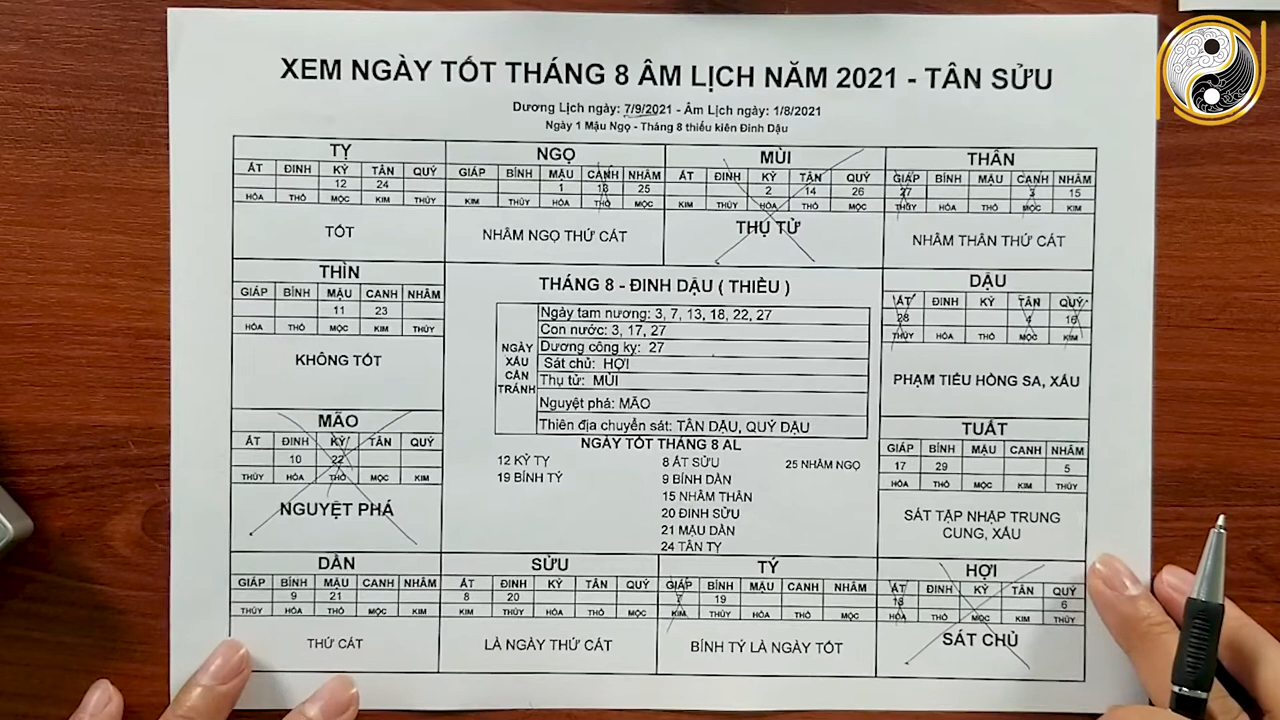 XEM NGÀY TỐT THÁNG 8 ÂM LỊCH NĂM 2021 - TÂN SỬU
Dương Lịch ngày: 7/9/2021 - Âm Lịch ngày: 1/8/2021
Ngày 1 Mậu Ngọ - Tháng 8 thiếu kiên Đinh Dậu
TỴ
ẤT ĐINH KỶ TÂN QUÝ
12 24
HỎA THỔ MỘC KIM THỦY
TỐT
NGỌ
GIÁP BÍNH MẬU CANH NHÂM
1 13 25
KIM THỦY HỎA THỔ MỘC
NHÂM NGỌ THỨ CÁT
MÙI
ẤT ĐINH KỶ TÂN QUÝ
2 14 26
KIM THỦY HỎA THỔ MỘC
THỤ TỬ
THÂN
GIÁP BÍNH MẬU CANH NHÂM
27 3 15
THỦY HỎA THỔ MỘC KIM
NHÂM THÂN THỨ CÁT
THÌN
GIÁP BÍNH MẬU CANH NHÂM
11 23
HỎA THỔ MỘC KIM THỦY
KHÔNG TỐT
THÁNG 8 - ĐINH DẬU ( THIẾU )
NGÀY XẤU CẦN TRÁNH
Ngày tam nương: 3, 7, 13, 18, 22, 27
Con nước: 3, 17, 27
Dương công kỵ: 27
Sát chủ: HỢI
Thụ tử: MÙI
Nguyệt phá: MÃO
Thiên địa chuyển sát: TÂN DẬU, QUÝ DẬU
NGÀY TỐT THÁNG 8 AL
12 KỶ TỴ 8 ẤT SỬU 25 NHÂM NGỌ
19 BÍNH TÝ 9 BÍNH DẦN
15 NHÂM THÂN
20 ĐINH SỬU
21 MẬU DẦN
24 TÂN TỴ
DẬU
ẤT ĐINH KỶ TÂN QUÝ
28 4 16
THỦY HỎA THỔ MỘC KIM
PHẠM TIỂU HỒNG SA, XẤU
MÃO
ẤT ĐINH KỶ TÂN QUÝ
10 22
THỦY HỎA THỔ MỘC KIM
NGUYỆT PHÁ
TUẤT
GIÁP BÍNH MẬU CANH NHÂM
17 29 5
HỎA THỔ MỘC KIM THỦY
SÁT TẬP NHẬP TRUNG
CUNG, XẤU
DẦN
GIÁP BÍNH MẬU CANH NHÂM
9 21
THỦY HỎA THỔ MỘC KIM
THỨ CÁT
SỬU
ẤT ĐINH KỶ TÂN QUÝ
8 20
KIM THỦY HỎA THỔ MỘC
LÀ NGÀY THỨ CÁT
TÝ
GIÁP BÍNH MẬU CANH NHÂM
7 19
KIM THỦY HỎA THỔ MỘC
BÍNH TÝ LÀ NGÀY TỐT
HỢI
ẤT ĐINH KỶ TÂN QUÝ
18 6
HỎA THỔ MỘC KIM THỦY
SÁT CHỦ